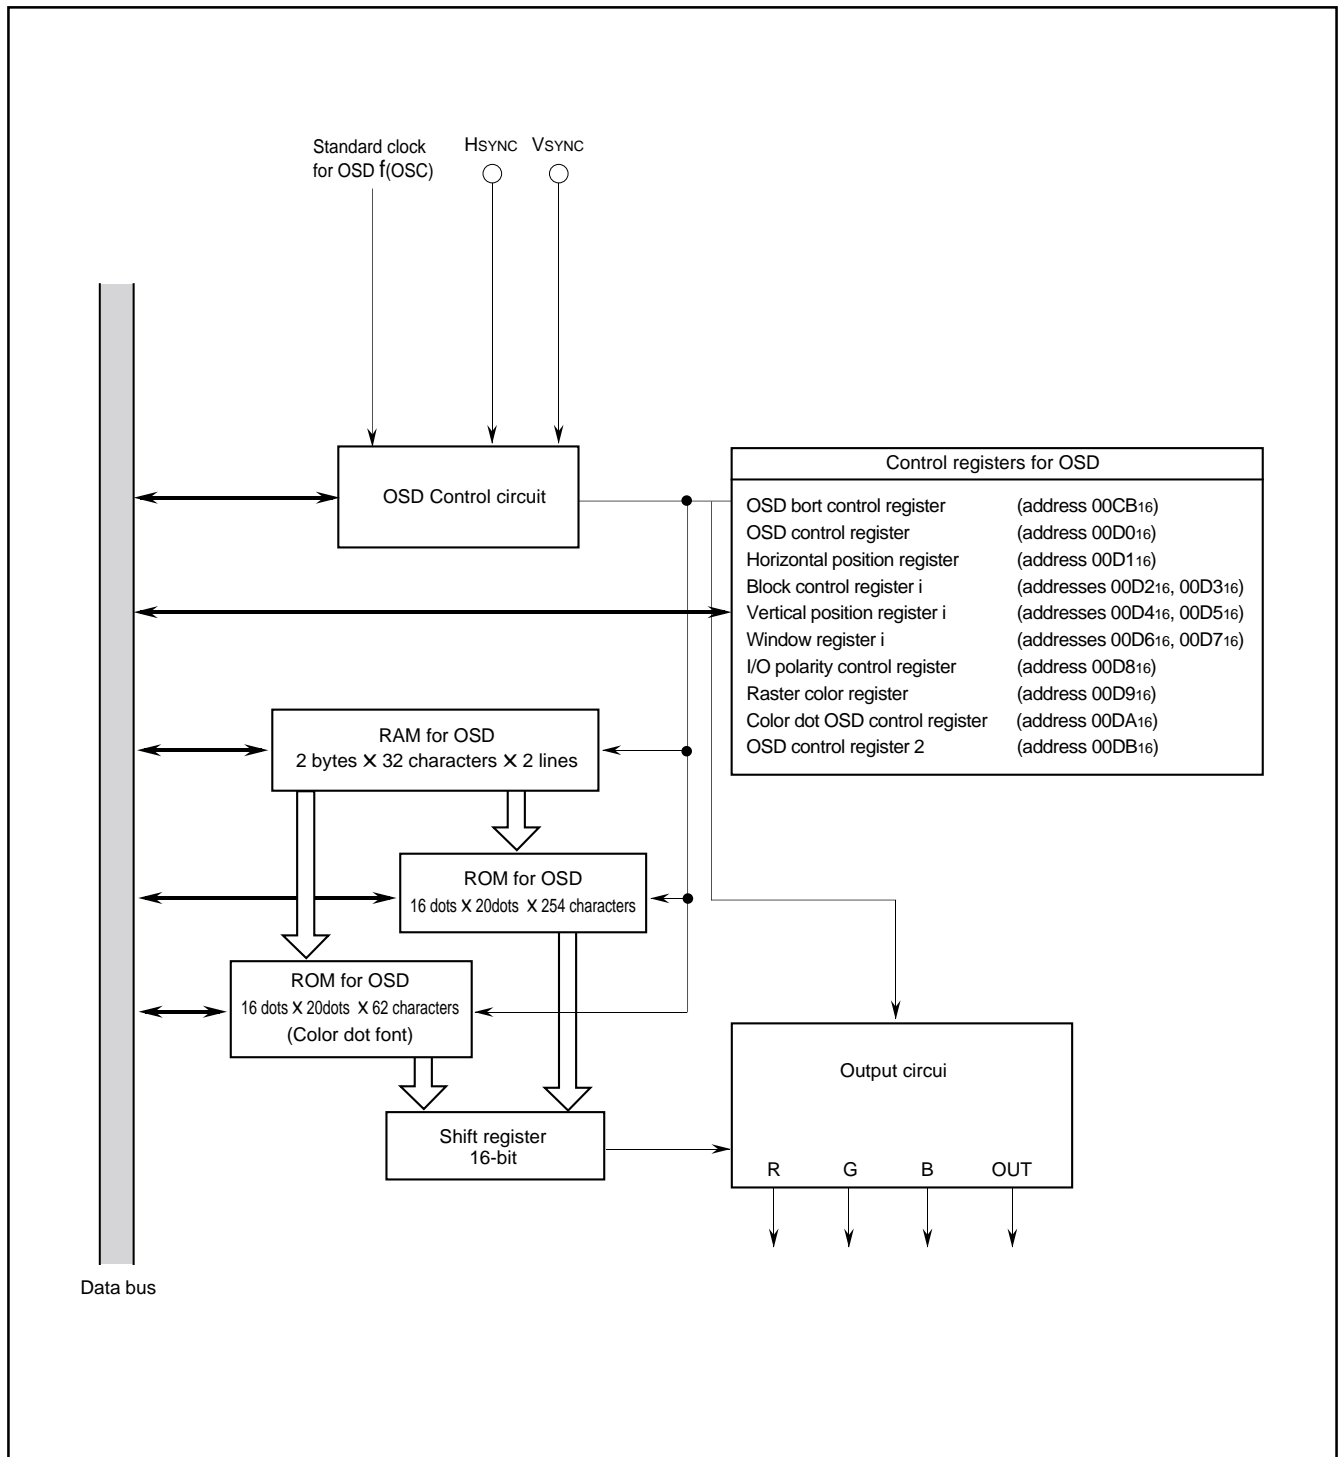 Standard clock
for OSD f(OSC)
HSYNC VSYNC
OSD Control circuit
Control registers for OSD
OSD bort control register (address 00CB16)
OSD control register (address 00D016)
Horizontal position register (address 00D116)
Block control register i (addresses 00D216, 00D316)
Vertical position register i (addresses 00D416, 00D516)
Window register i (addresses 00D616, 00D716)
I/O polarity control register (address 00D816)
Raster color register (address 00D916)
Color dot OSD control register (address 00DA16)
OSD control register 2 (address 00DB16)
RAM for OSD
2 bytes × 32 characters × 2 lines
ROM for OSD
16 dots × 20dots × 254 characters
ROM for OSD
16 dots × 20dots × 62 characters
(Color dot font)
Shift register
16-bit
Output circui
R G B OUT
Data bus